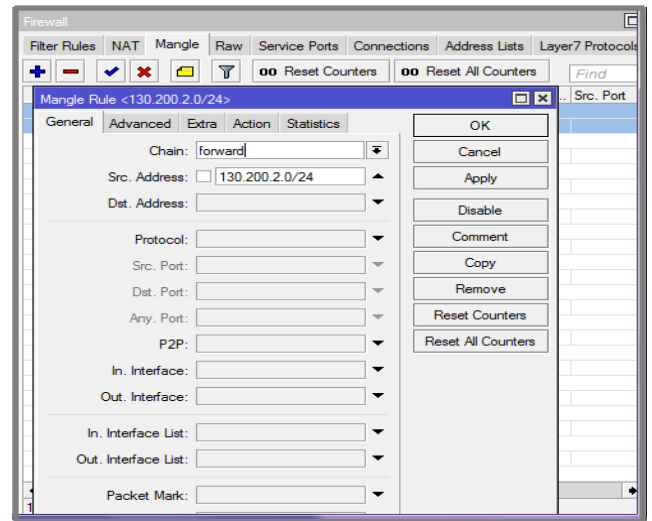 Firewall
Filter Rules NAT Mangle Raw Service Ports Connections Address Lists Layer7 Protocols
00 Reset Counters 00 Reset All Counters Find
Mangle Rule <130.200.2.0/24>
.. Src. Port
General Advanced Extra Action Statistics
OK
Chain: forward
Cancel
Src. Address: 130.200.2.0/24
Apply
Dst. Address:
Disable
Protocol:
Comment
Src. Port:
Copy
Dst. Port:
Remove
Any. Port:
Reset Counters
P2P:
Reset All Counters
In. Interface:
Out. Interface:
In. Interface List:
Out. Interface List:
Packet Mark:
1